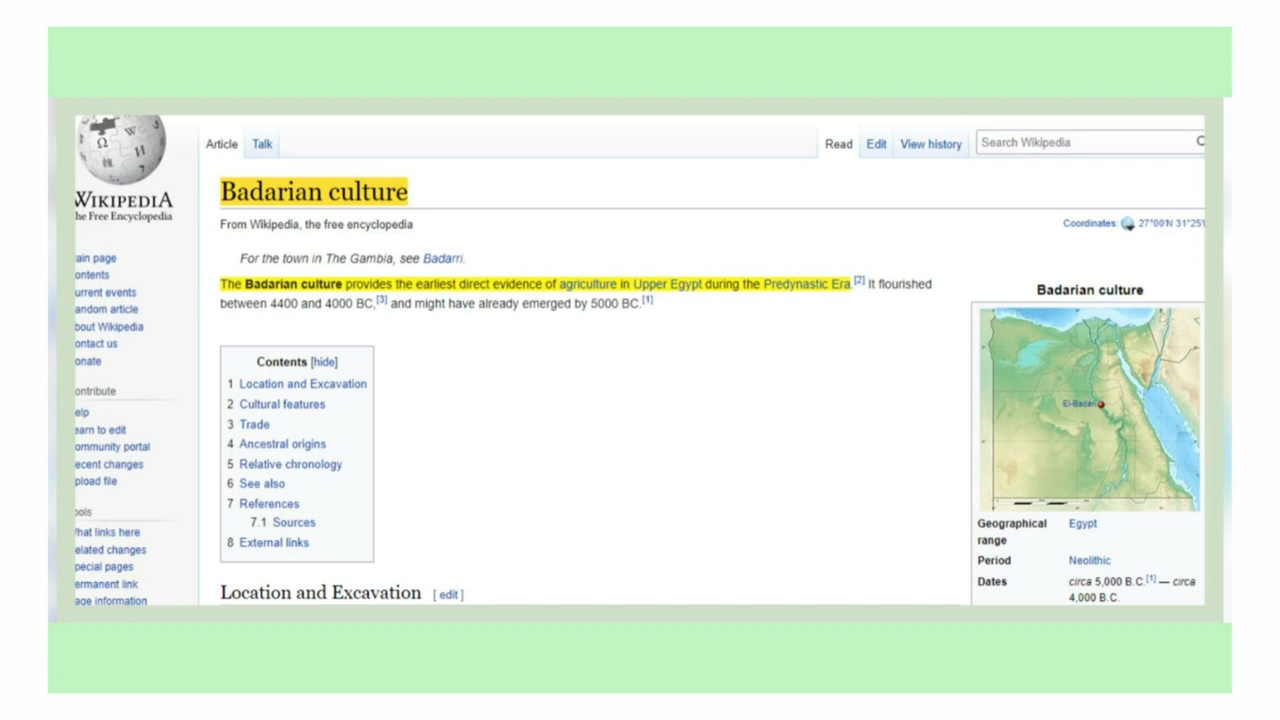 WIKIPEDIA
he Free Encyclopedia
ain page
ontents
urrent events
andom article
bout Wikipedia
ontact us
onate
ontribute
elp
earn to edit
ommunity portal
ecent changes
pload file
ools
hat links here
elated changes
pecial pages
ermanent link
age information
Article Talk
Read Edit View history
Search Wikipedia
Badarian culture
From Wikipedia, the free encyclopedia
Coordinates: 27°00′N 31°25′
For the town in The Gambia, see Badarri.
The Badarian culture provides the earliest direct evidence of agriculture in Upper Egypt during the Predynastic Era.[2] It flourished
between 4400 and 4000 BC,[3] and might have already emerged by 5000 BC.[1]
Contents [hide]
1 Location and Excavation
2 Cultural features
3 Trade
4 Ancestral origins
5 Relative chronology
6 See also
7 References
7.1 Sources
8 External links
Location and Excavation [ edit ]
Badarian culture
El-Badari
Geographical Egypt
range
Period Neolithic
Dates circa 5,000 B.C.[1] — circa
4,000 B.C.